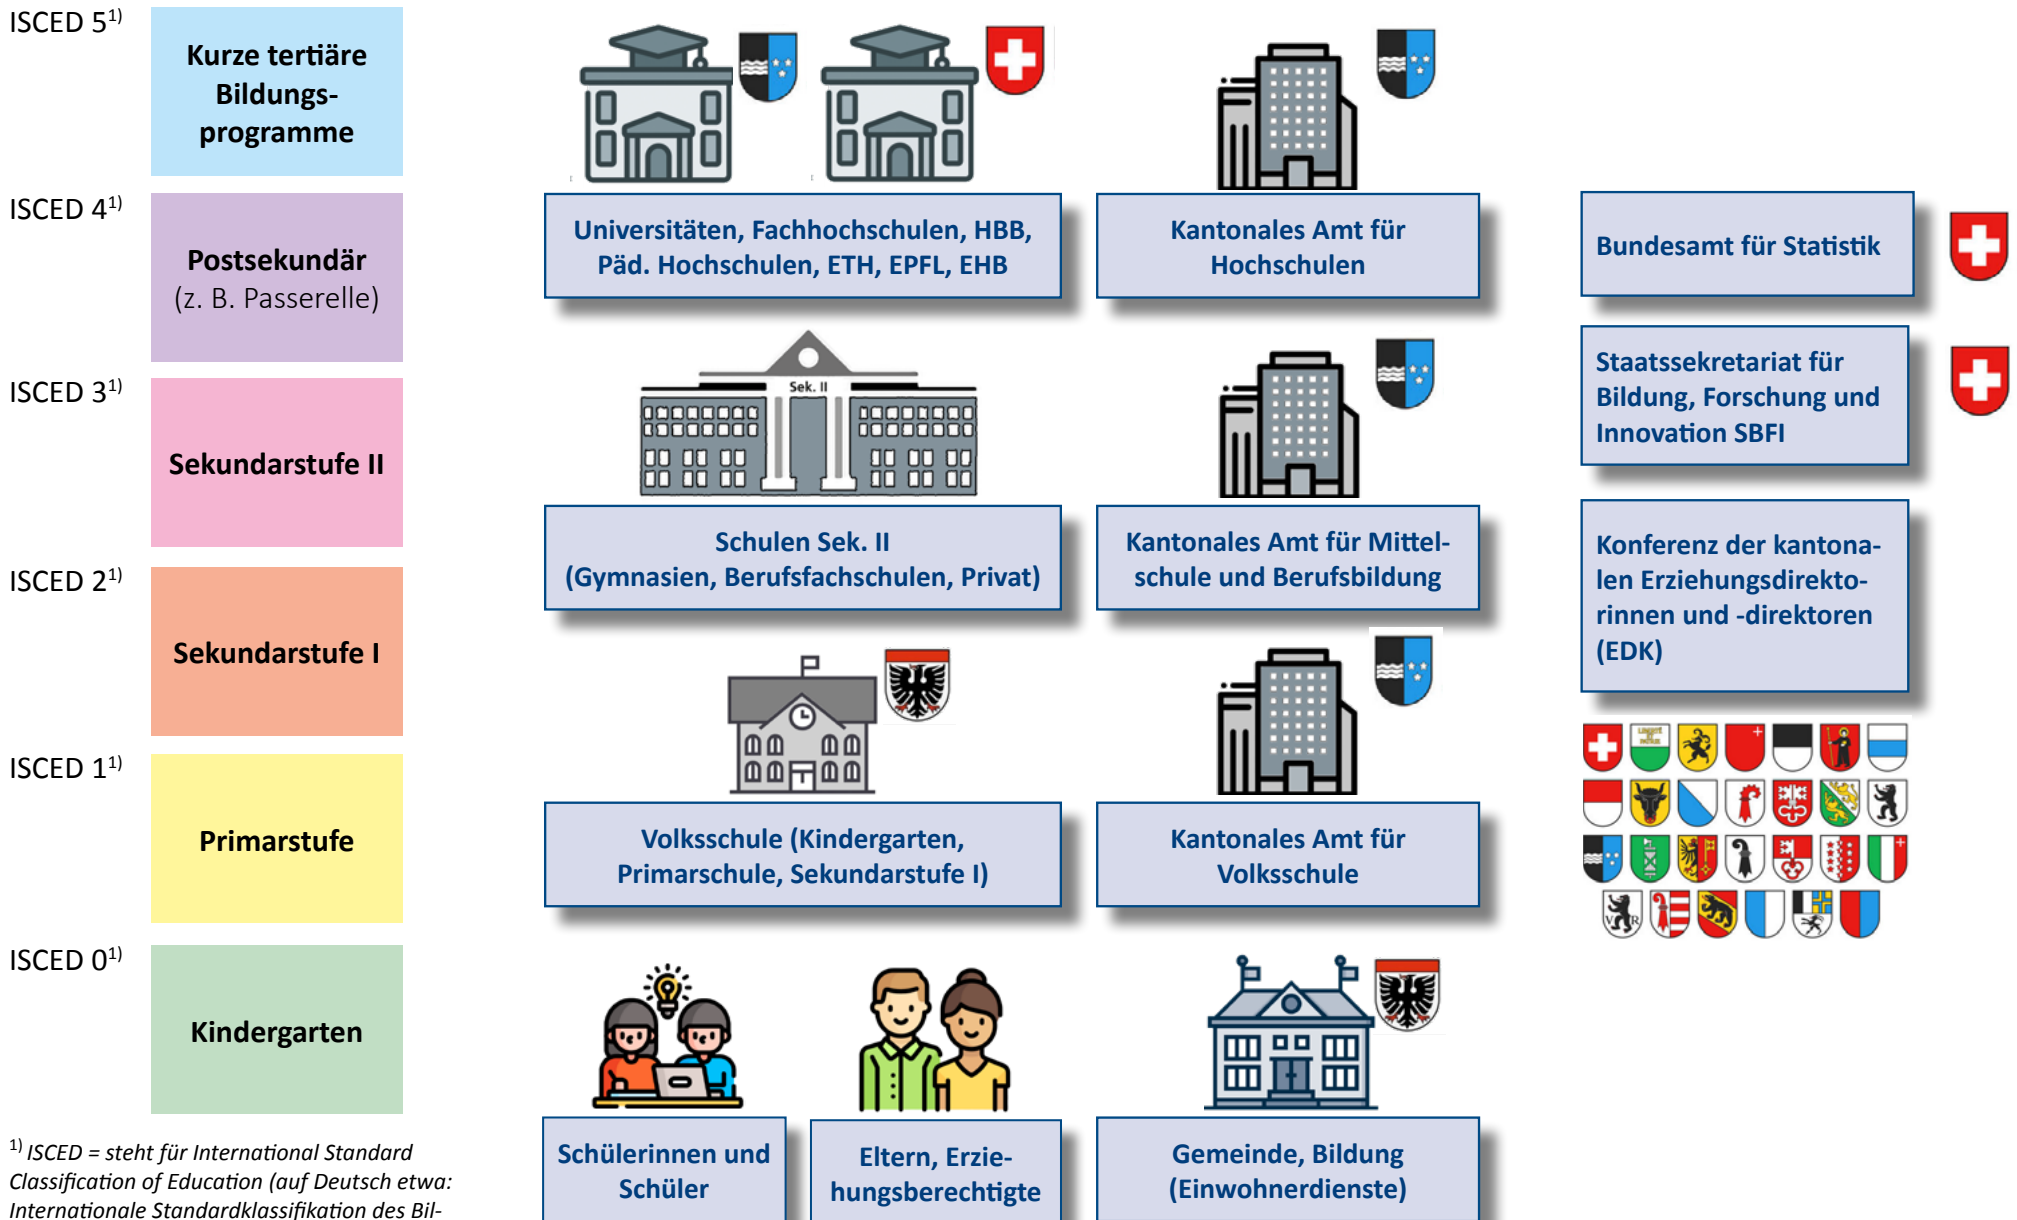 ISCED 5¹⁾
Kurze tertiäre
Bildungs-
programme
ISCED 4¹⁾
Postsekundär
(z. B. Passerelle)
ISCED 3¹⁾
Sekundarstufe II
ISCED 2¹⁾
Sekundarstufe I
ISCED 1¹⁾
Primarstufe
ISCED 0¹⁾
Kindergarten
¹⁾ ISCED = steht für International Standard
Classification of Education (auf Deutsch etwa:
Internationale Standardklassifikation des Bil-
Universitäten, Fachhochschulen, HBB,
Päd. Hochschulen, ETH, EPFL, EHB
Kantonales Amt für
Hochschulen
Sek. II
Schulen Sek. II
(Gymnasien, Berufsfachschulen, Privat)
Kantonales Amt für Mittel-
schule und Berufsbildung
Volksschule (Kindergarten,
Primarschule, Sekundarstufe I)
Kantonales Amt für
Volksschule
Schülerinnen und
Schüler
Eltern, Erzie-
hungsberechtigte
Gemeinde, Bildung
(Einwohnerdienste)
Bundesamt für Statistik
Staatssekretariat für
Bildung, Forschung und
Innovation SBFI
Konferenz der kantona-
len Erziehungsdirekto-
rinnen und -direktoren
(EDK)
LIBERTÉ
ET
PATRIE
V R